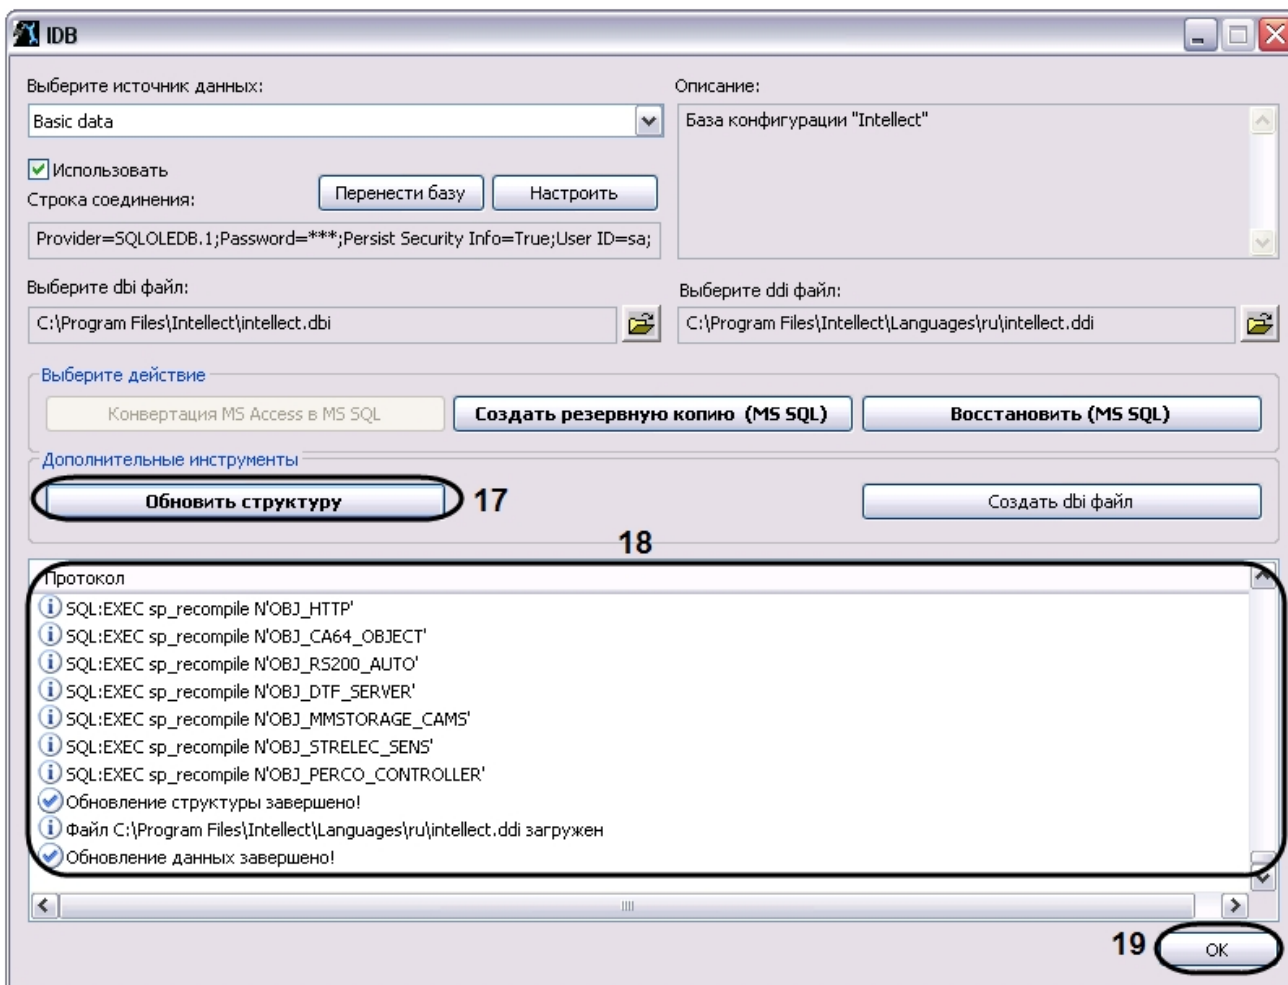 IDB
Выберите источник данных:
Basic data
Использовать
Строка соединения:
Перенести базу
Настроить
Provider=SQLOLEDB.1;Password=***;Persist Security Info=True;User ID=sa;
Описание:
База конфигурации "Intellect"
Выберите dbi файл:
C:\Program Files\Intellect\intellect.dbi
Выберите ddi файл:
C:\Program Files\Intellect\Languages\ru\intellect.ddi
Выберите действие
Конвертация MS Access в MS SQL
Создать резервную копию (MS SQL)
Восстановить (MS SQL)
Дополнительные инструменты
Обновить структуру
17
Создать dbi файл
18
Протокол
SQL:EXEC sp_recompile N'OBJ_HTTP'
SQL:EXEC sp_recompile N'OBJ_CA64_OBJECT'
SQL:EXEC sp_recompile N'OBJ_RS200_AUTO'
SQL:EXEC sp_recompile N'OBJ_DTF_SERVER'
SQL:EXEC sp_recompile N'OBJ_MMSTORAGE_CAMS'
SQL:EXEC sp_recompile N'OBJ_STRELEC_SENS'
SQL:EXEC sp_recompile N'OBJ_PERCO_CONTROLLER'
Обновление структуры завершено!
Файл C:\Program Files\Intellect\Languages\ru\intellect.ddi загружен
Обновление данных завершено!
19
ОК